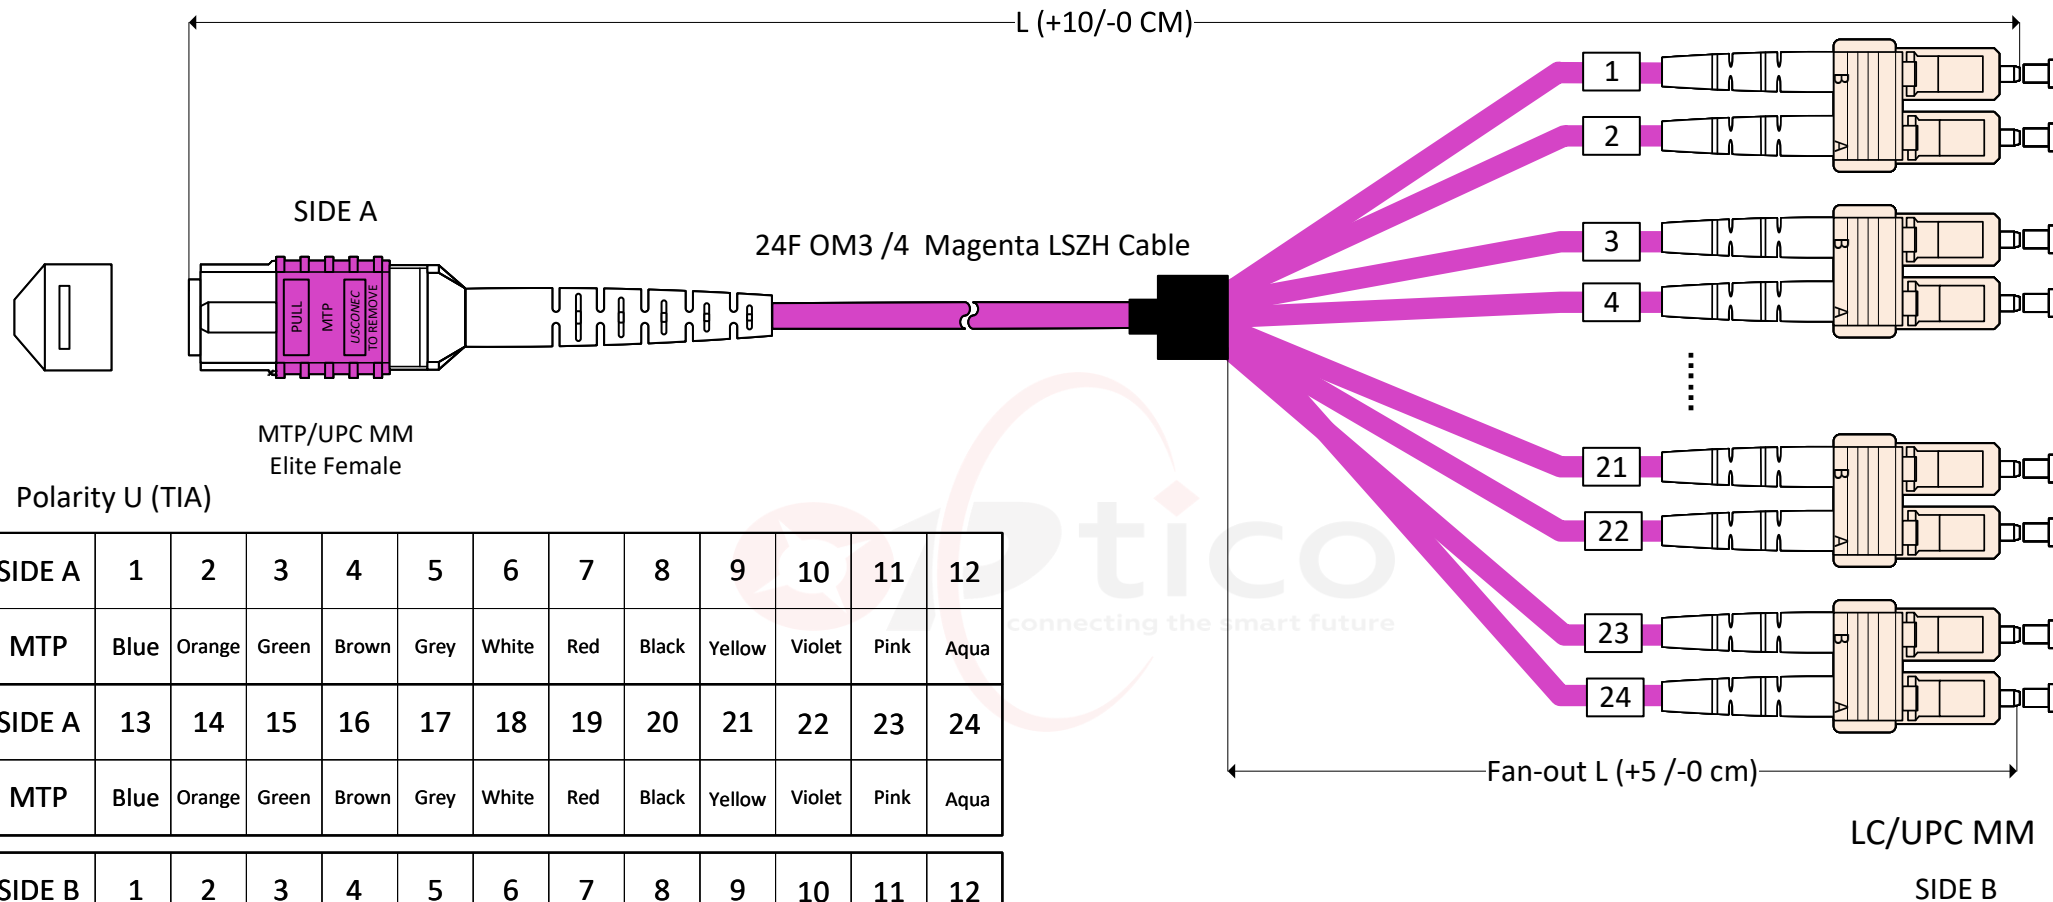 L (+10/-0 CM)
1
B
2
A
SIDE A
24F OM3 /4  Magenta LSZH Cable
3
B
4
A
PULL
MTP
USCONEC
TO REMOVE
MTP/UPC MM
Elite Female
21
B
22
A
23
B
24
A
Polarity U (TIA)
SIDE A 1 2 3 4 5 6 7 8 9 10 11 12
MTP Blue Orange Green Brown Grey White Red Black Yellow Violet Pink Aqua
SIDE A 13 14 15 16 17 18 19 20 21 22 23 24
MTP Blue Orange Green Brown Grey White Red Black Yellow Violet Pink Aqua
SIDE B 1 2 3 4 5 6 7 8 9 10 11 12
OPtico
connecting the smart future
Fan-out L (+5 /-0 cm)
LC/UPC MM
SIDE B